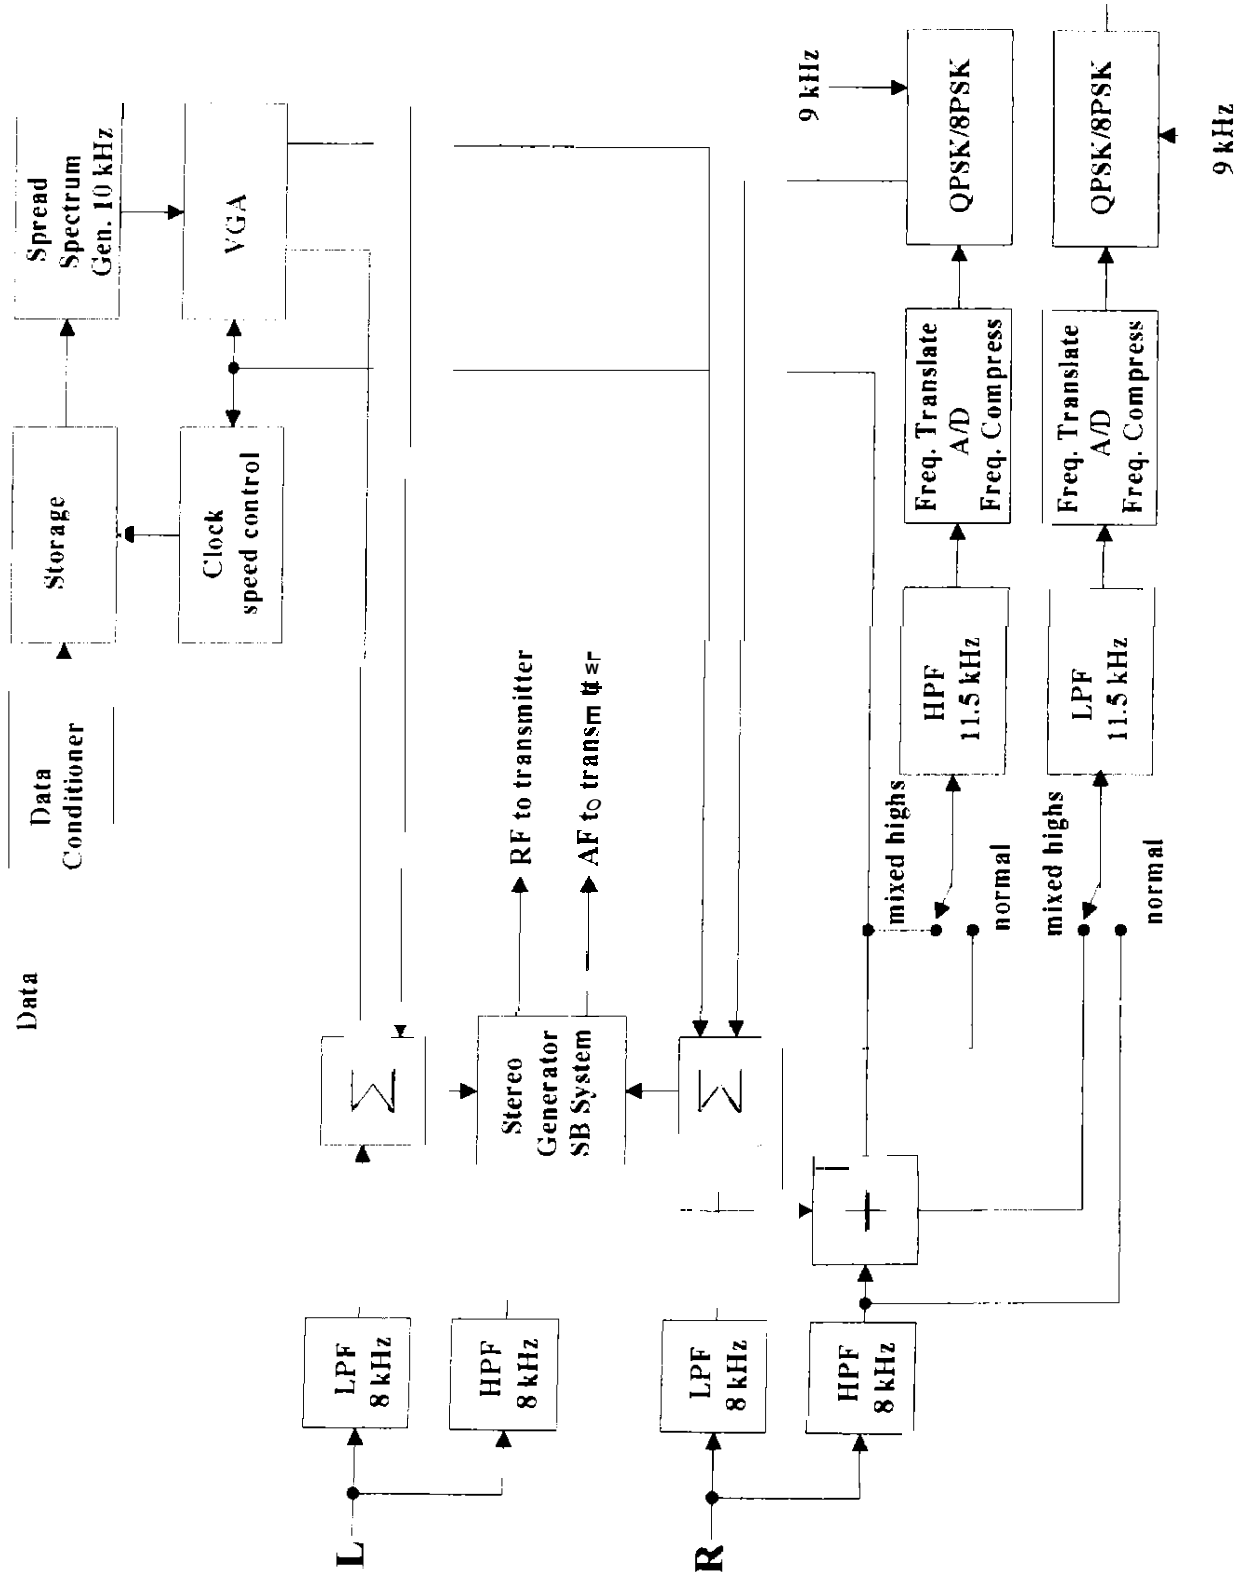 Data
Data
Conditioner
Storage
Spread
Spectrum
Gen. 10 kHz
Clock
speed control
VGA
L
LPF
8 kHz
HPF
8 kHz
Σ
Stereo
Generator
SB System
RF to transmitter
AF to transmitter
R
LPF
8 kHz
HPF
8 kHz
Σ
+
mixed highs
normal
HPF
11.5 kHz
Freq. Translate
A/D
Freq. Compress
QPSK/8PSK
9 kHz
mixed highs
normal
LPF
11.5 kHz
Freq. Translate
A/D
Freq. Compress
QPSK/8PSK
9 kHz